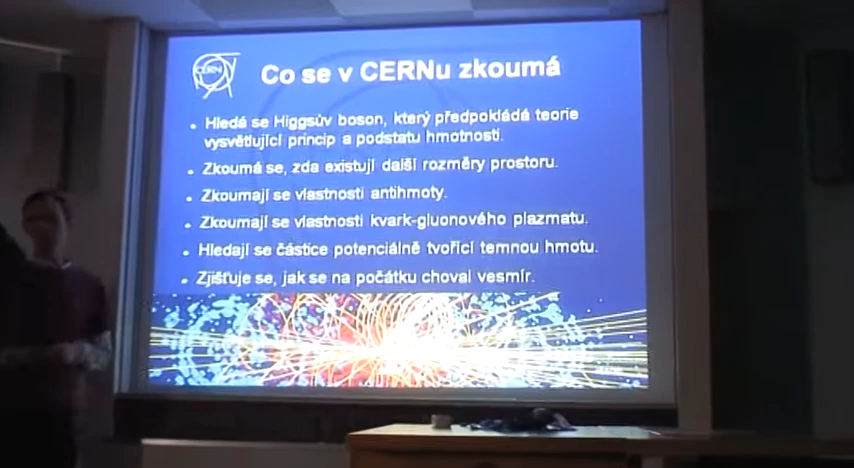 CERN
Co se v CERNu zkoumá
• Hledá se Higgsův boson, který předpokládá teorie
vysvětlující princip a podstatu hmotnosti.
• Zkoumá se, zda existují další rozměry prostoru.
• Zkoumají se vlastnosti antihmoty.
• Zkoumají se vlastnosti kvark-gluonového plazmatu.
• Hledají se částice potenciálně tvořící temnou hmotu.
• Zjišťuje se, jak se na počátku choval vesmír.